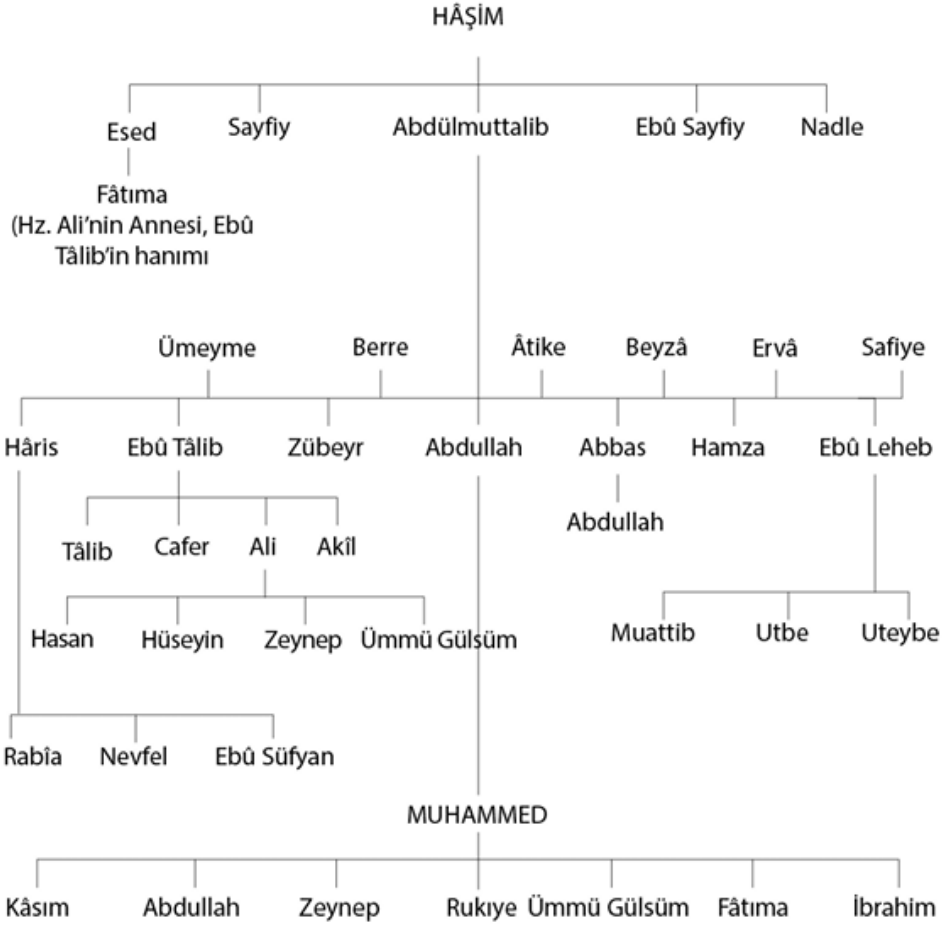 HÂŞİM
Esed Sayfiy Abdülmuttalib Ebû Sayfiy Nadle
Fâtıma
(Hz. Ali’nin Annesi, Ebû
Tâlib’in hanımı
Ümeyme Berre Âtike Beyzâ Ervâ Safiye
Hâris Ebû Tâlib Zübeyr Abdullah Abbas Hamza Ebû Leheb
Abdullah
Tâlib Cafer Ali Akîl
Hasan Hüseyin Zeynep Ümmü Gülsüm Muattib Utbe Uteybe
Rabîa Nevfel Ebû Süfyan
MUHAMMED
Kâsım Abdullah Zeynep Rukıye Ümmü Gülsüm Fâtıma İbrahim